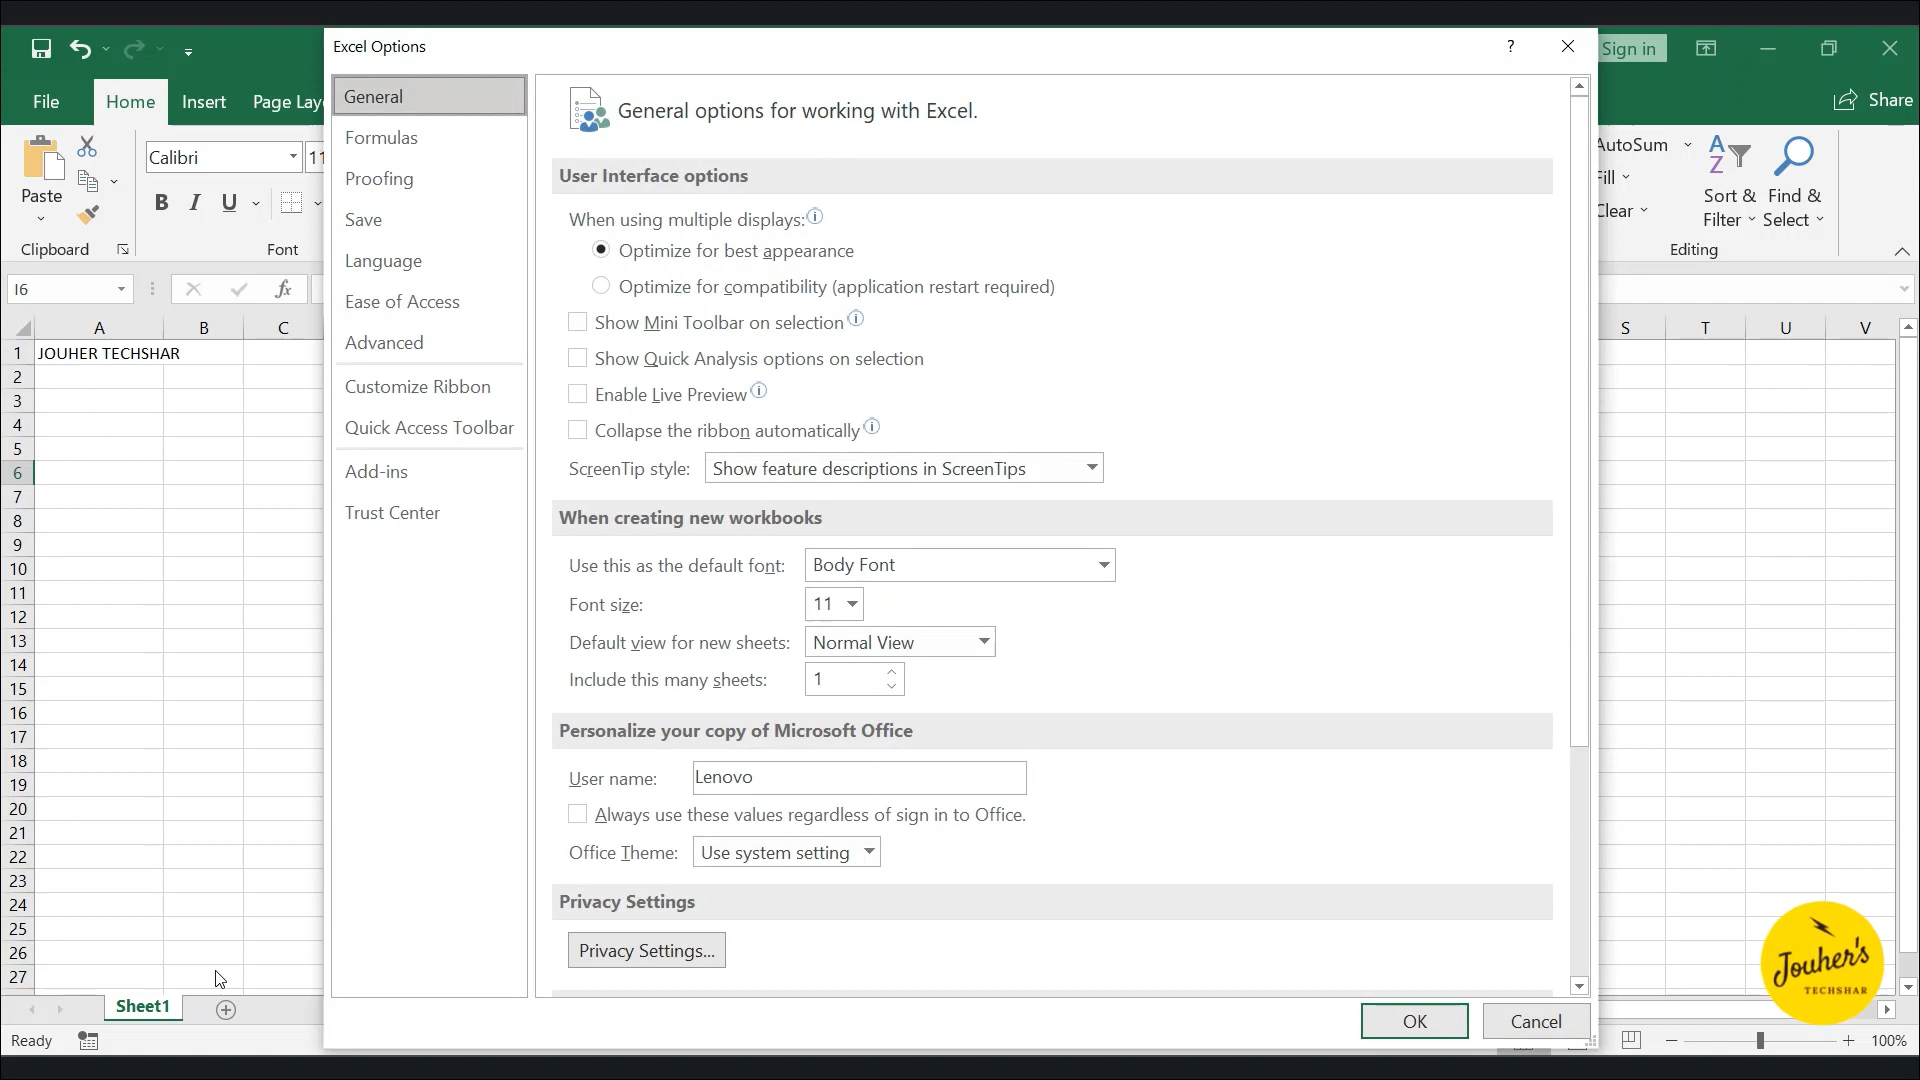 Excel Options
?
Sign in
File
Home
Insert
Page Lay
Share
General
Formulas
Proofing
Save
Language
Ease of Access
Advanced
Customize Ribbon
Quick Access Toolbar
Add-ins
Trust Center
General options for working with Excel.
User Interface options
When using multiple displays:
Optimize for best appearance
Optimize for compatibility (application restart required)
Show Mini Toolbar on selection
Show Quick Analysis options on selection
Enable Live Preview
Collapse the ribbon automatically
ScreenTip style: Show feature descriptions in ScreenTips
When creating new workbooks
Use this as the default font: Body Font
Font size: 11
Default view for new sheets: Normal View
Include this many sheets: 1
Personalize your copy of Microsoft Office
User name: Lenovo
Always use these values regardless of sign in to Office.
Office Theme: Use system setting
Privacy Settings
Privacy Settings...
OK
Cancel
Paste
Clipboard
Calibri
11
B I U
Font
AutoSum
Fill
Clear
Sort &
Filter
Find &
Select
Editing
I6
fx
A B C
S T U V
1 JOUHER TECHSHAR
2
3
4
5
6
7
8
9
10
11
12
13
14
15
16
17
18
19
20
21
22
23
24
25
26
27
Sheet1
Ready
100%
Jouher's
TECHSHAR